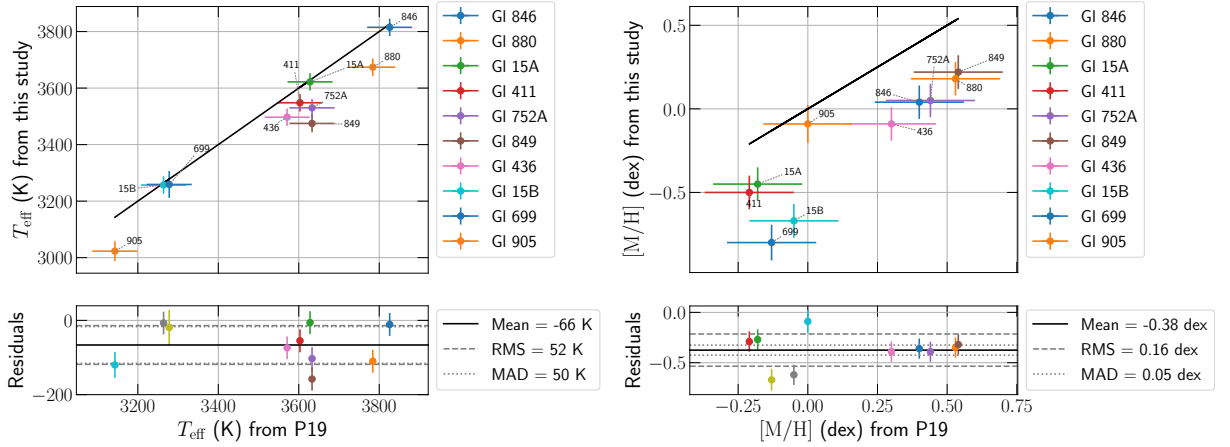 3800
3600
3400
3200
3000
T_eff (K) from this study
846
880
411
15A
752A
436
849
699
15B
905
Gl 846
Gl 880
Gl 15A
Gl 411
Gl 752A
Gl 849
Gl 436
Gl 15B
Gl 699
Gl 905
0
−200
Residuals
3200
3400
3600
3800
T_eff (K) from P19
Mean = -66 K
RMS = 52 K
MAD = 50 K
0.5
0.0
−0.5
[M/H] (dex) from this study
752A
849
880
846
905
436
15A
411
15B
699
Gl 846
Gl 880
Gl 15A
Gl 411
Gl 752A
Gl 849
Gl 436
Gl 15B
Gl 699
Gl 905
0.0
−0.5
Residuals
−0.25
0.00
0.25
0.50
0.75
[M/H] (dex) from P19
Mean = -0.38 dex
RMS = 0.16 dex
MAD = 0.05 dex